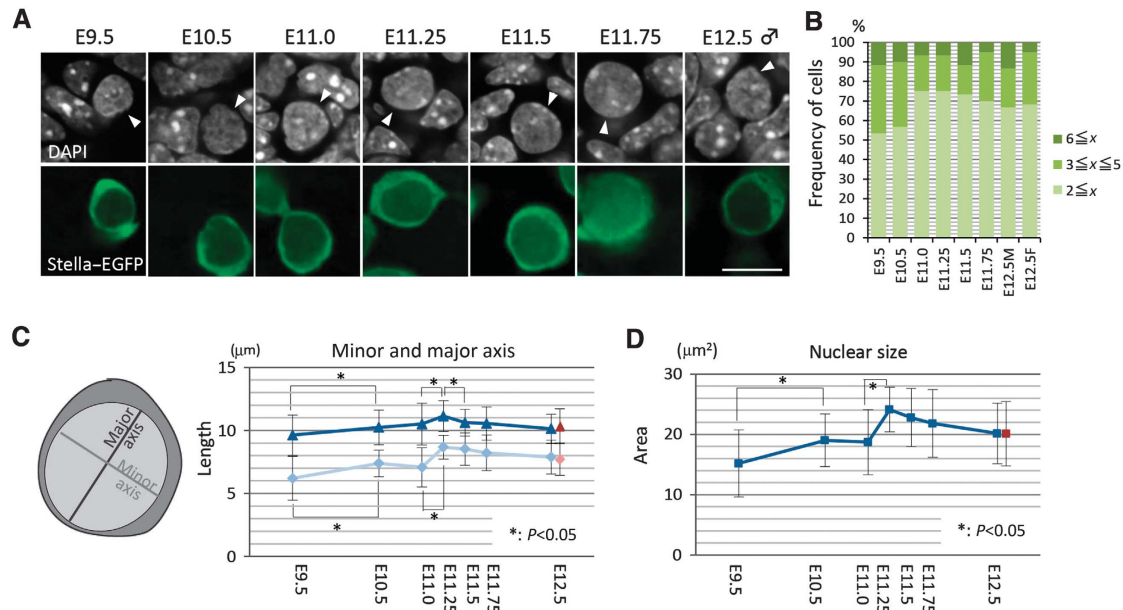 A
E9.5 E10.5 E11.0 E11.25 E11.5 E11.75 E12.5 ♂
DAPI
Stella–EGFP
B
%
Frequency of cells
100
90
80
70
60
50
40
30
20
10
0
E9.5 E10.5 E11.0 E11.25 E11.5 E11.75 E12.5M E12.5F
6≦x
3≦x≦5
2≦x
C
Major axis
Minor axis
(μm)
Minor and major axis
Length
15
10
5
0
* * *
* *
*: P<0.05
E9.5 E10.5 E11.0 E11.25 E11.5 E11.75 E12.5
D
(μm²)
Nuclear size
Area
30
20
10
0
* *
*: P<0.05
E9.5 E10.5 E11.0 E11.25 E11.5 E11.75 E12.5